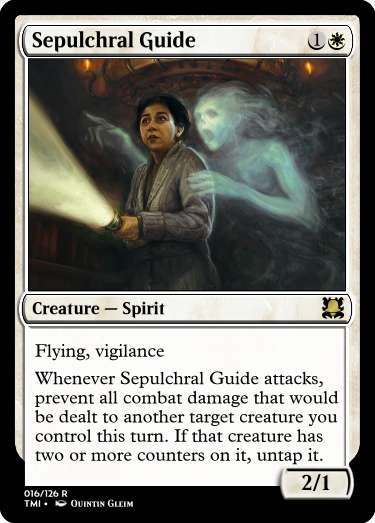 Sepulchral Guide 1
Creature — Spirit
Flying, vigilance
Whenever Sepulchral Guide attacks,
prevent all combat damage that would
be dealt to another target creature you
control this turn. If that creature has
two or more counters on it, untap it.
2/1
016/126 R
TMI • Quintin Gleim